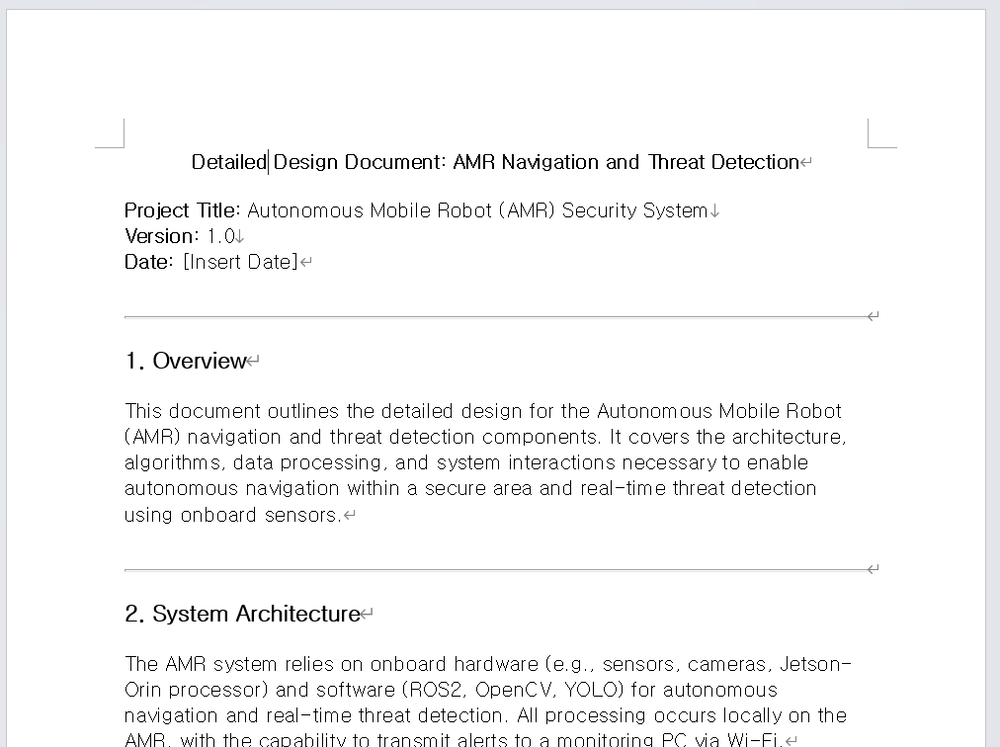 Detailed Design Document: AMR Navigation and Threat Detection
Project Title: Autonomous Mobile Robot (AMR) Security System
Version: 1.0
Date: [Insert Date]
1. Overview
This document outlines the detailed design for the Autonomous Mobile Robot
(AMR) navigation and threat detection components. It covers the architecture,
algorithms, data processing, and system interactions necessary to enable
autonomous navigation within a secure area and real-time threat detection
using onboard sensors.
2. System Architecture
The AMR system relies on onboard hardware (e.g., sensors, cameras, Jetson-
Orin processor) and software (ROS2, OpenCV, YOLO) for autonomous
navigation and real-time threat detection. All processing occurs locally on the
AMR, with the capability to transmit alerts to a monitoring PC via Wi-Fi.